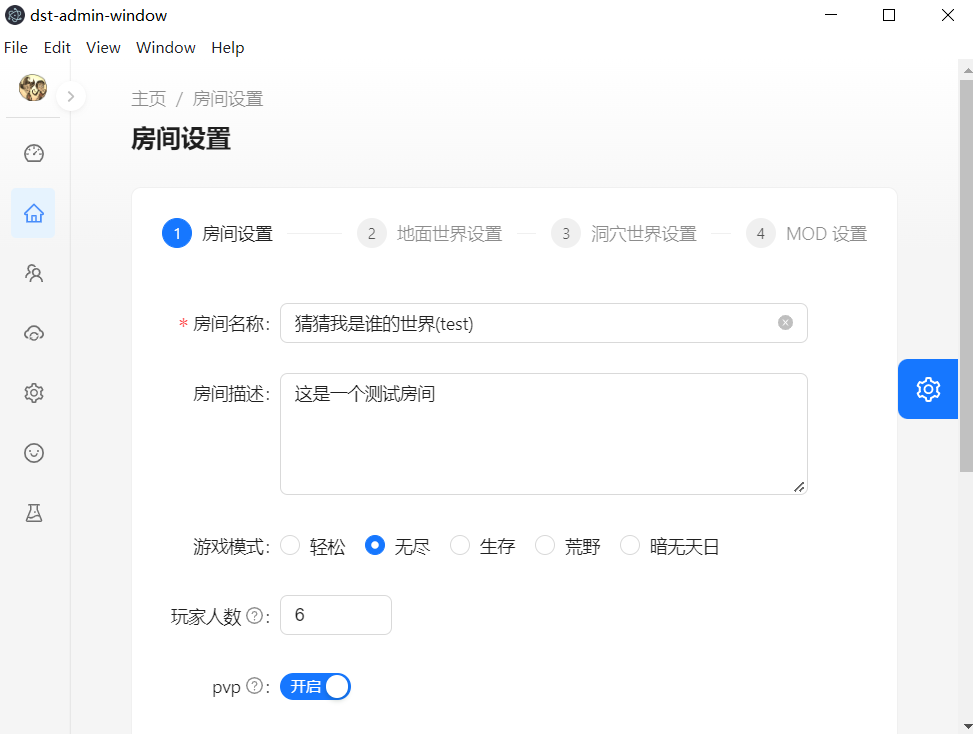 dst-admin-window
File Edit View Window Help
主页 / 房间设置
房间设置
1 房间设置 2 地面世界设置 3 洞穴世界设置 4 MOD 设置
* 房间名称: 猜猜我是谁的世界(test)
房间描述: 这是一个测试房间
游戏模式: 轻松 无尽 生存 荒野 暗无天日
玩家人数 ? : 6
pvp ? : 开启